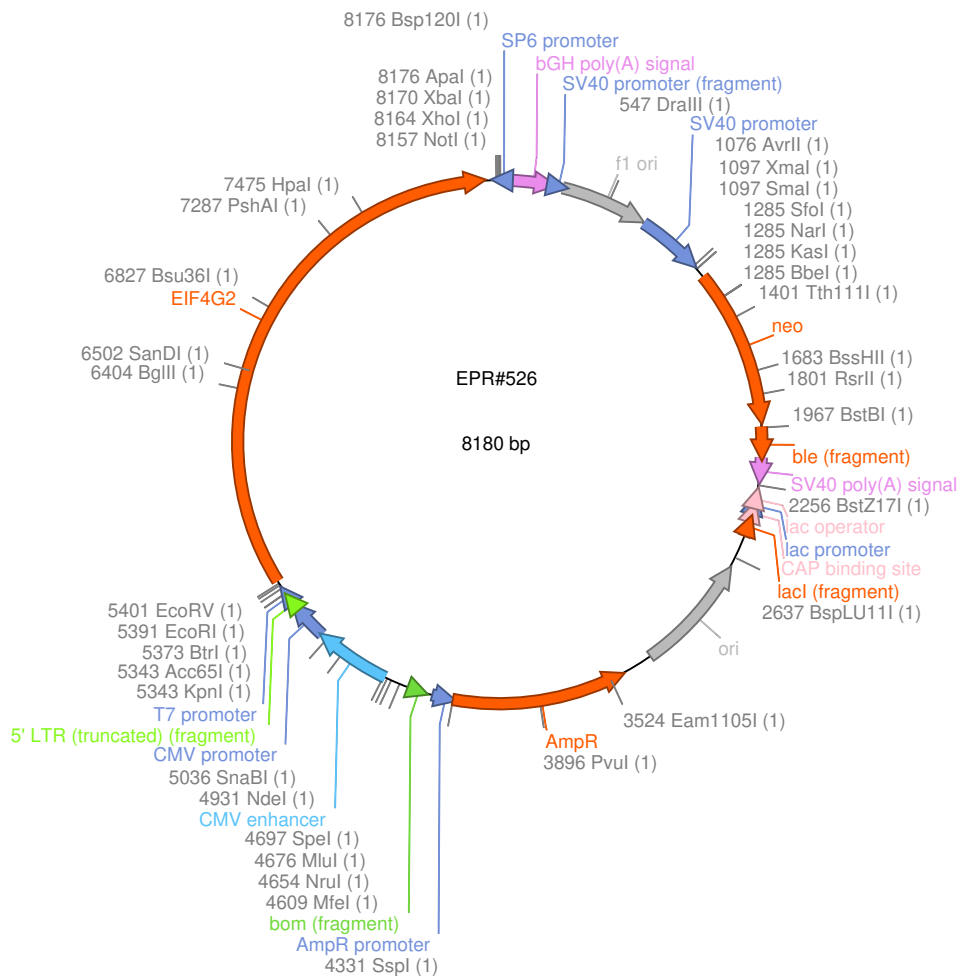 8176 Bsp120I (1)
SP6 promoter
bGH poly(A) signal
8176 ApaI (1)
SV40 promoter (fragment)
8170 XbaI (1)
547 DraIII (1)
8164 XhoI (1)
SV40 promoter
8157 NotI (1)
1076 AvrII (1)
f1 ori
1097 XmaI (1)
7475 HpaI (1)
1097 SmaI (1)
7287 PshAI (1)
1285 SfoI (1)
1285 NarI (1)
1285 KasI (1)
6827 Bsu36I (1)
1285 BbeI (1)
EIF4G2
1401 Tth111I (1)
neo
6502 SanDI (1)
1683 BssHII (1)
6404 BglII (1)
EPR#526
1801 RsrII (1)
1967 BstBI (1)
8180 bp
ble (fragment)
SV40 poly(A) signal
2256 BstZ17I (1)
lac operator
lac promoter
CAP binding site
lacI (fragment)
5401 EcoRV (1)
2637 BspLU11I (1)
5391 EcoRI (1)
5373 BtrI (1)
ori
5343 Acc65I (1)
5343 KpnI (1)
T7 promoter
3524 Eam1105I (1)
5' LTR (truncated) (fragment)
AmpR
CMV promoter
3896 PvuI (1)
5036 SnaBI (1)
4931 NdeI (1)
CMV enhancer
4697 SpeI (1)
4676 MluI (1)
4654 NruI (1)
4609 MfeI (1)
bom (fragment)
AmpR promoter
4331 SspI (1)